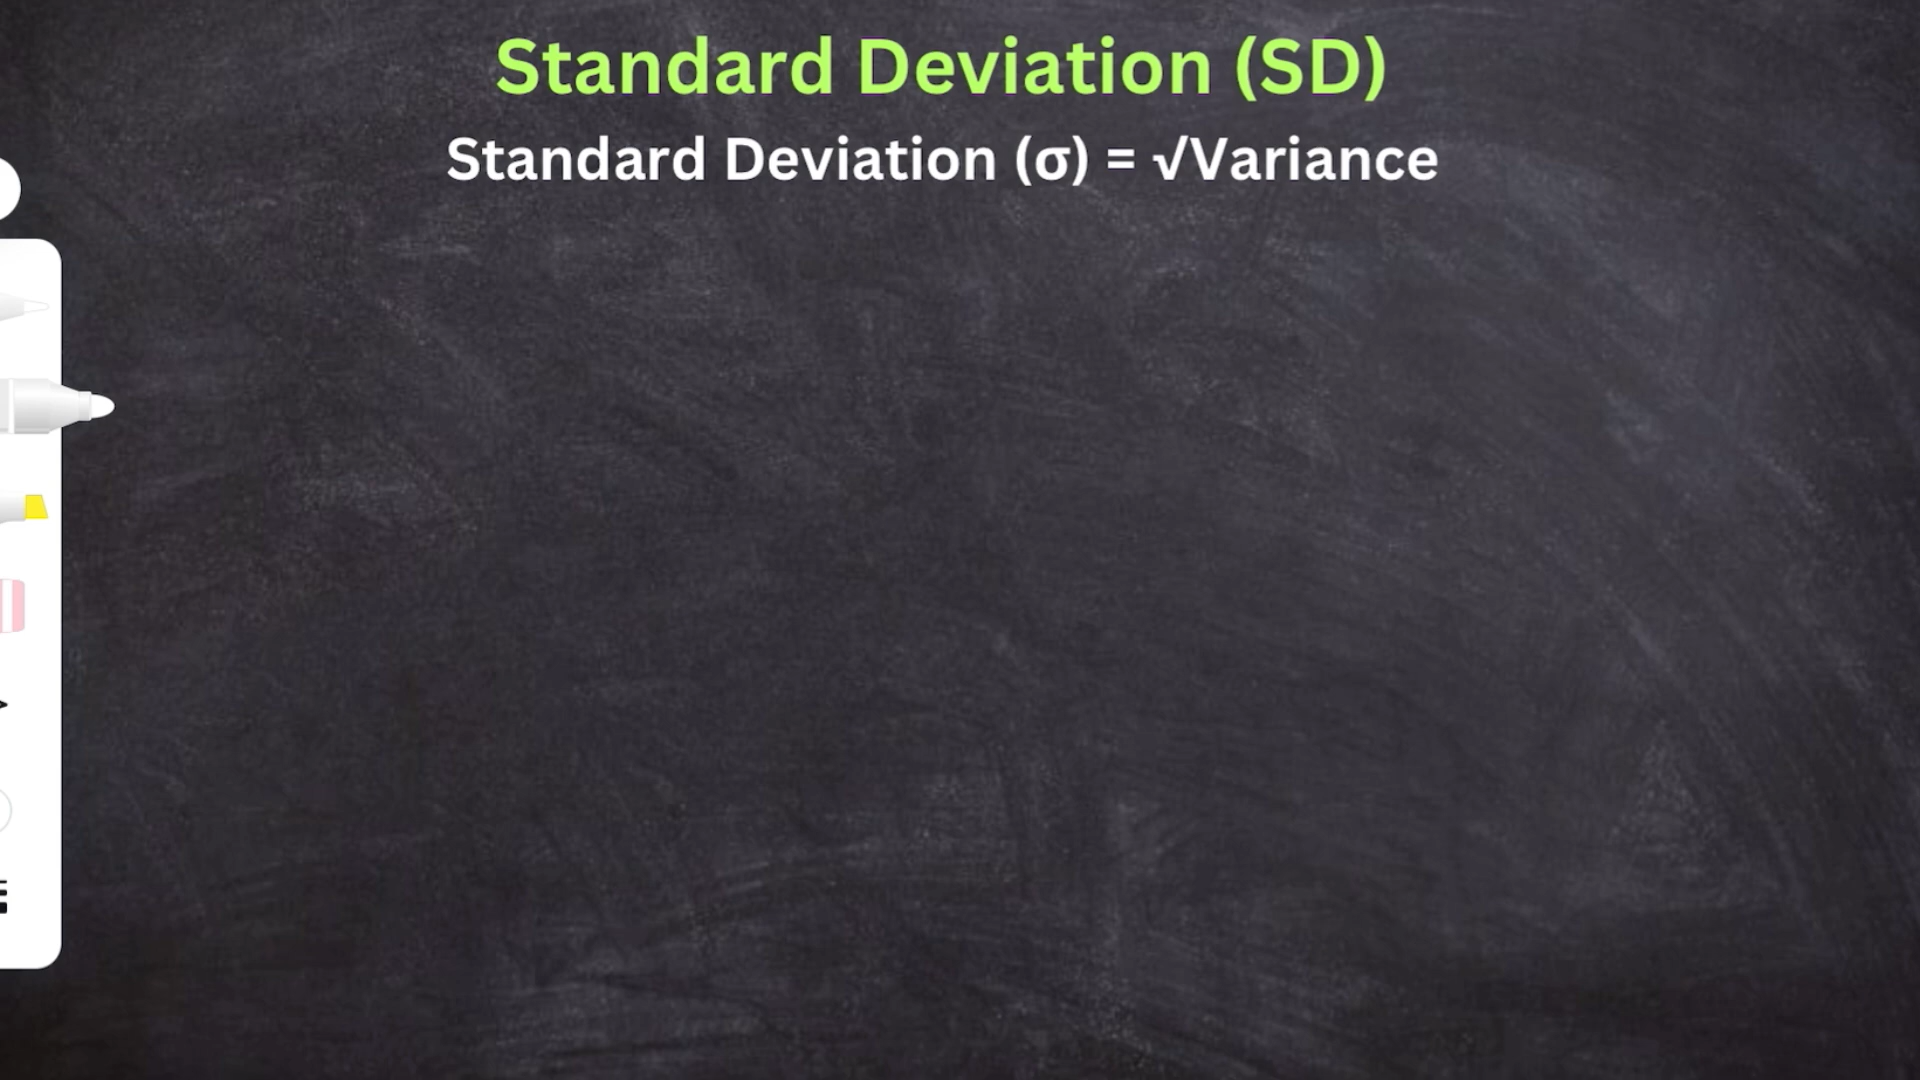 Standard Deviation (SD)
Standard Deviation (σ) = √Variance